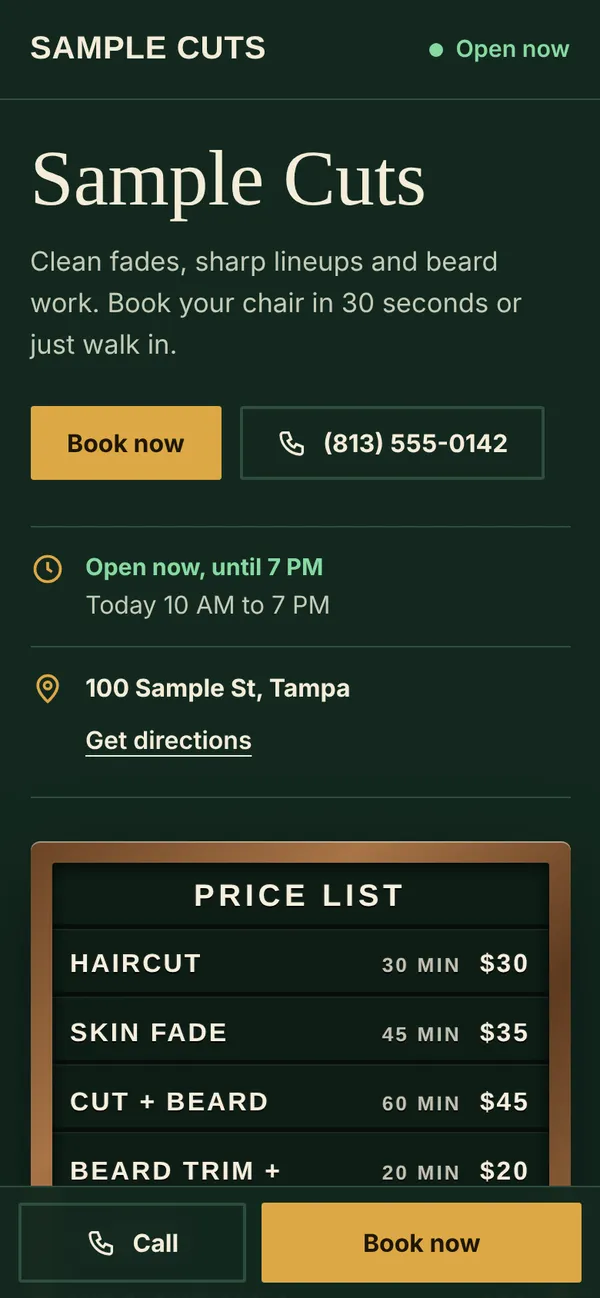 SAMPLE CUTS
Open now
Sample Cuts
Clean fades, sharp lineups and beard
work. Book your chair in 30 seconds or
just walk in.
Book now
(813) 555-0142
Open now, until 7 PM
Today 10 AM to 7 PM
100 Sample St, Tampa
Get directions
PRICE LIST
HAIRCUT 30 MIN $30
SKIN FADE 45 MIN $35
CUT + BEARD 60 MIN $45
BEARD TRIM + 20 MIN $20
Call
Book now